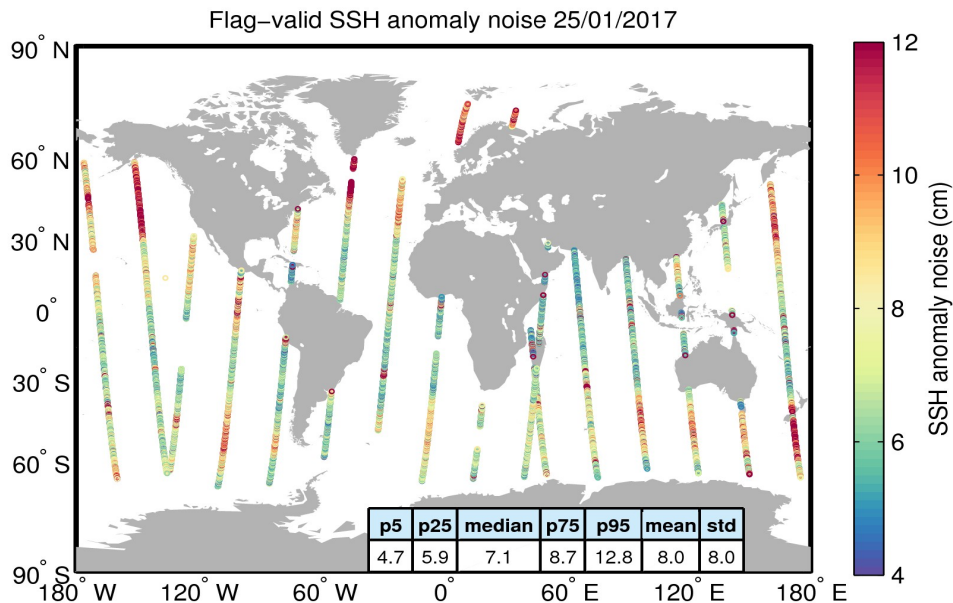 Flag−valid SSH anomaly noise 25/01/2017
90° N
60° N
30° N
0°
30° S
60° S
90° S
180° W
120° W
60° W
0°
60° E
120° E
180° E
p5 p25 median p75 p95 mean std
4.7 5.9 7.1 8.7 12.8 8.0 8.0
12
10
8
6
4
SSH anomaly noise (cm)